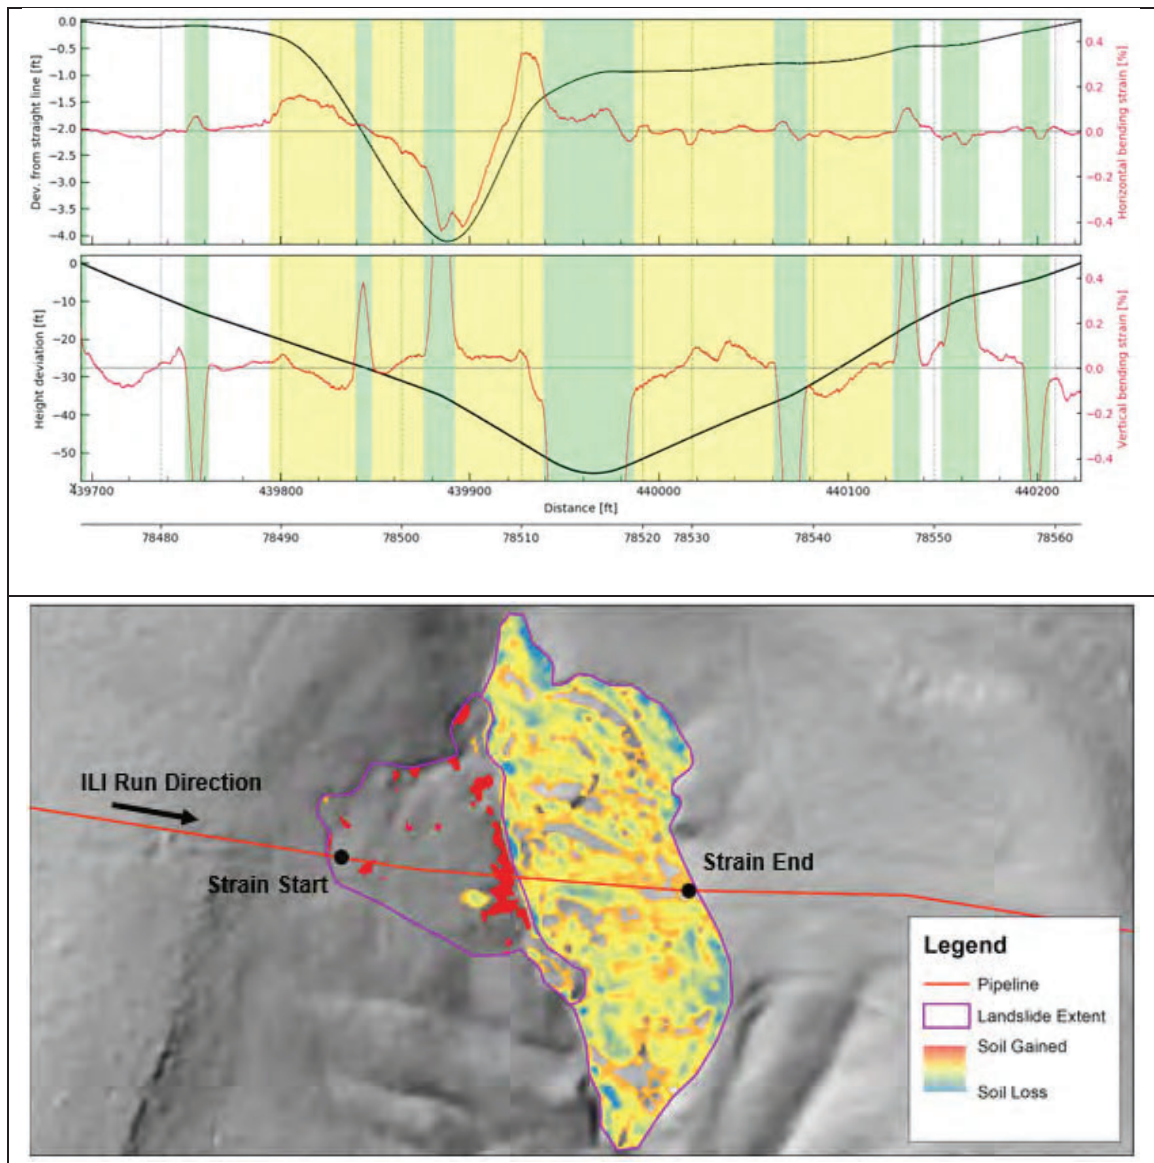 0.0
−0.5
−1.0
−1.5
−2.0
−2.5
−3.0
−3.5
−4.0
Dev. from straight line [ft]
0.4
0.2
0.0
−0.2
−0.4
Horizontal bending strain [%]
0
−10
−20
−30
−40
−50
Height deviation [ft]
0.4
0.2
0.0
−0.2
−0.4
Vertical bending strain [%]
439700 439800 439900 440000 440100 440200
Distance [ft]
78480 78490 78500 78510 78520 78530 78540 78550 78560
ILI Run Direction
Strain Start
Strain End
Legend
Pipeline
Landslide Extent
Soil Gained
Soil Loss